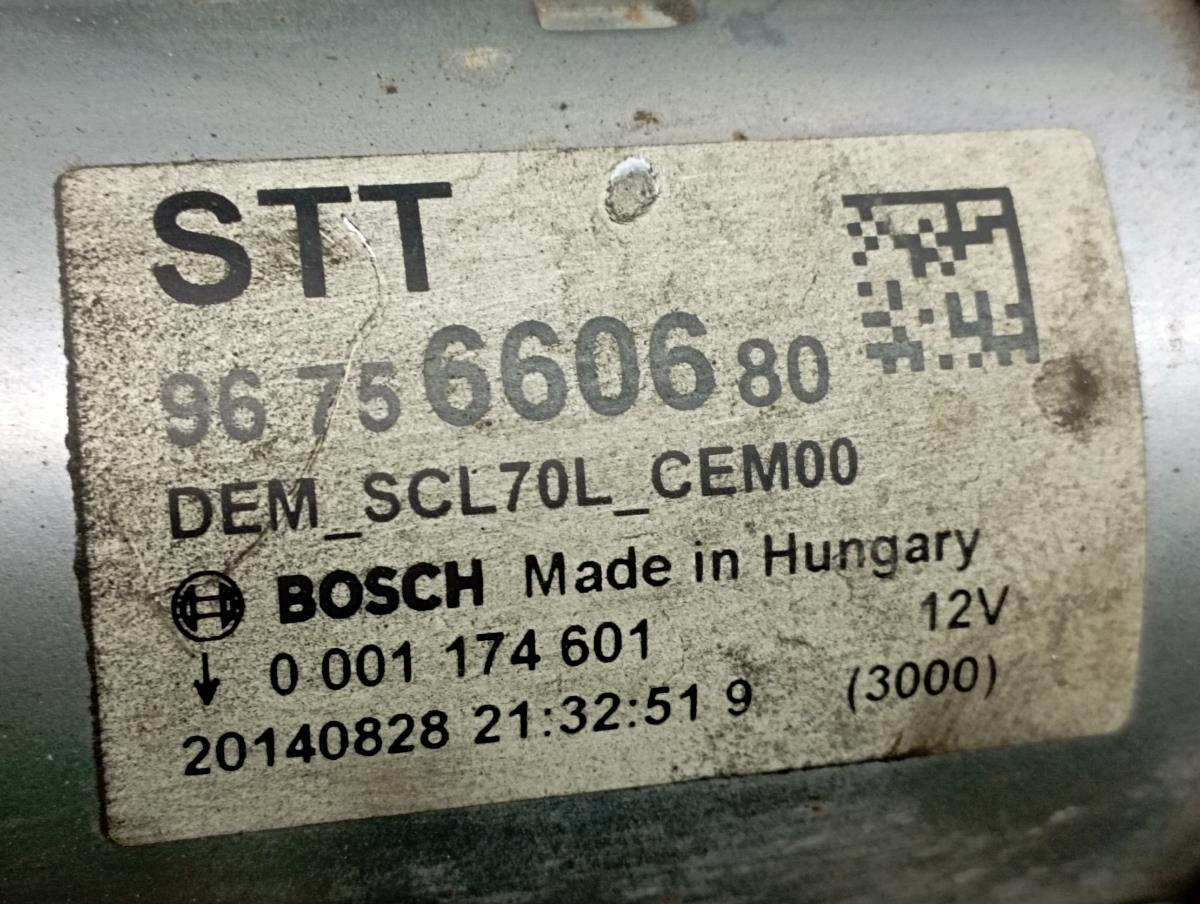 STT
96 75 6606 80
DEM_SCL70L_CEM00
BOSCH Made in Hungary
0 001 174 601 12V
20140828 21:32:51 9 (3000)